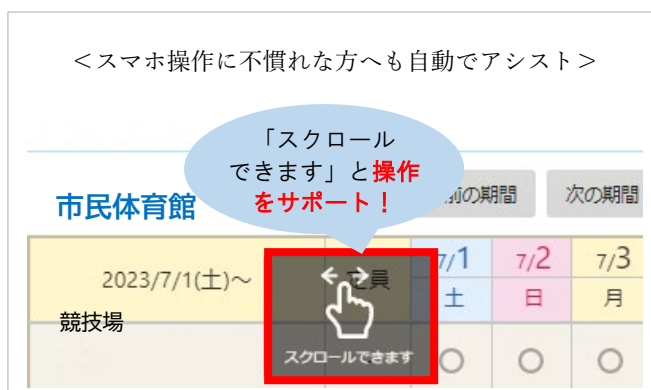 ＜スマホ操作に不慣れな方へも自動でアシスト＞
「スクロール
できます」と操作
をサポート！
市民体育館
前の期間
次の期間
2023/7/1(土)～
定員
7/1
7/2
7/3
土
日
月
競技場
スクロールできます
○ ○ ○